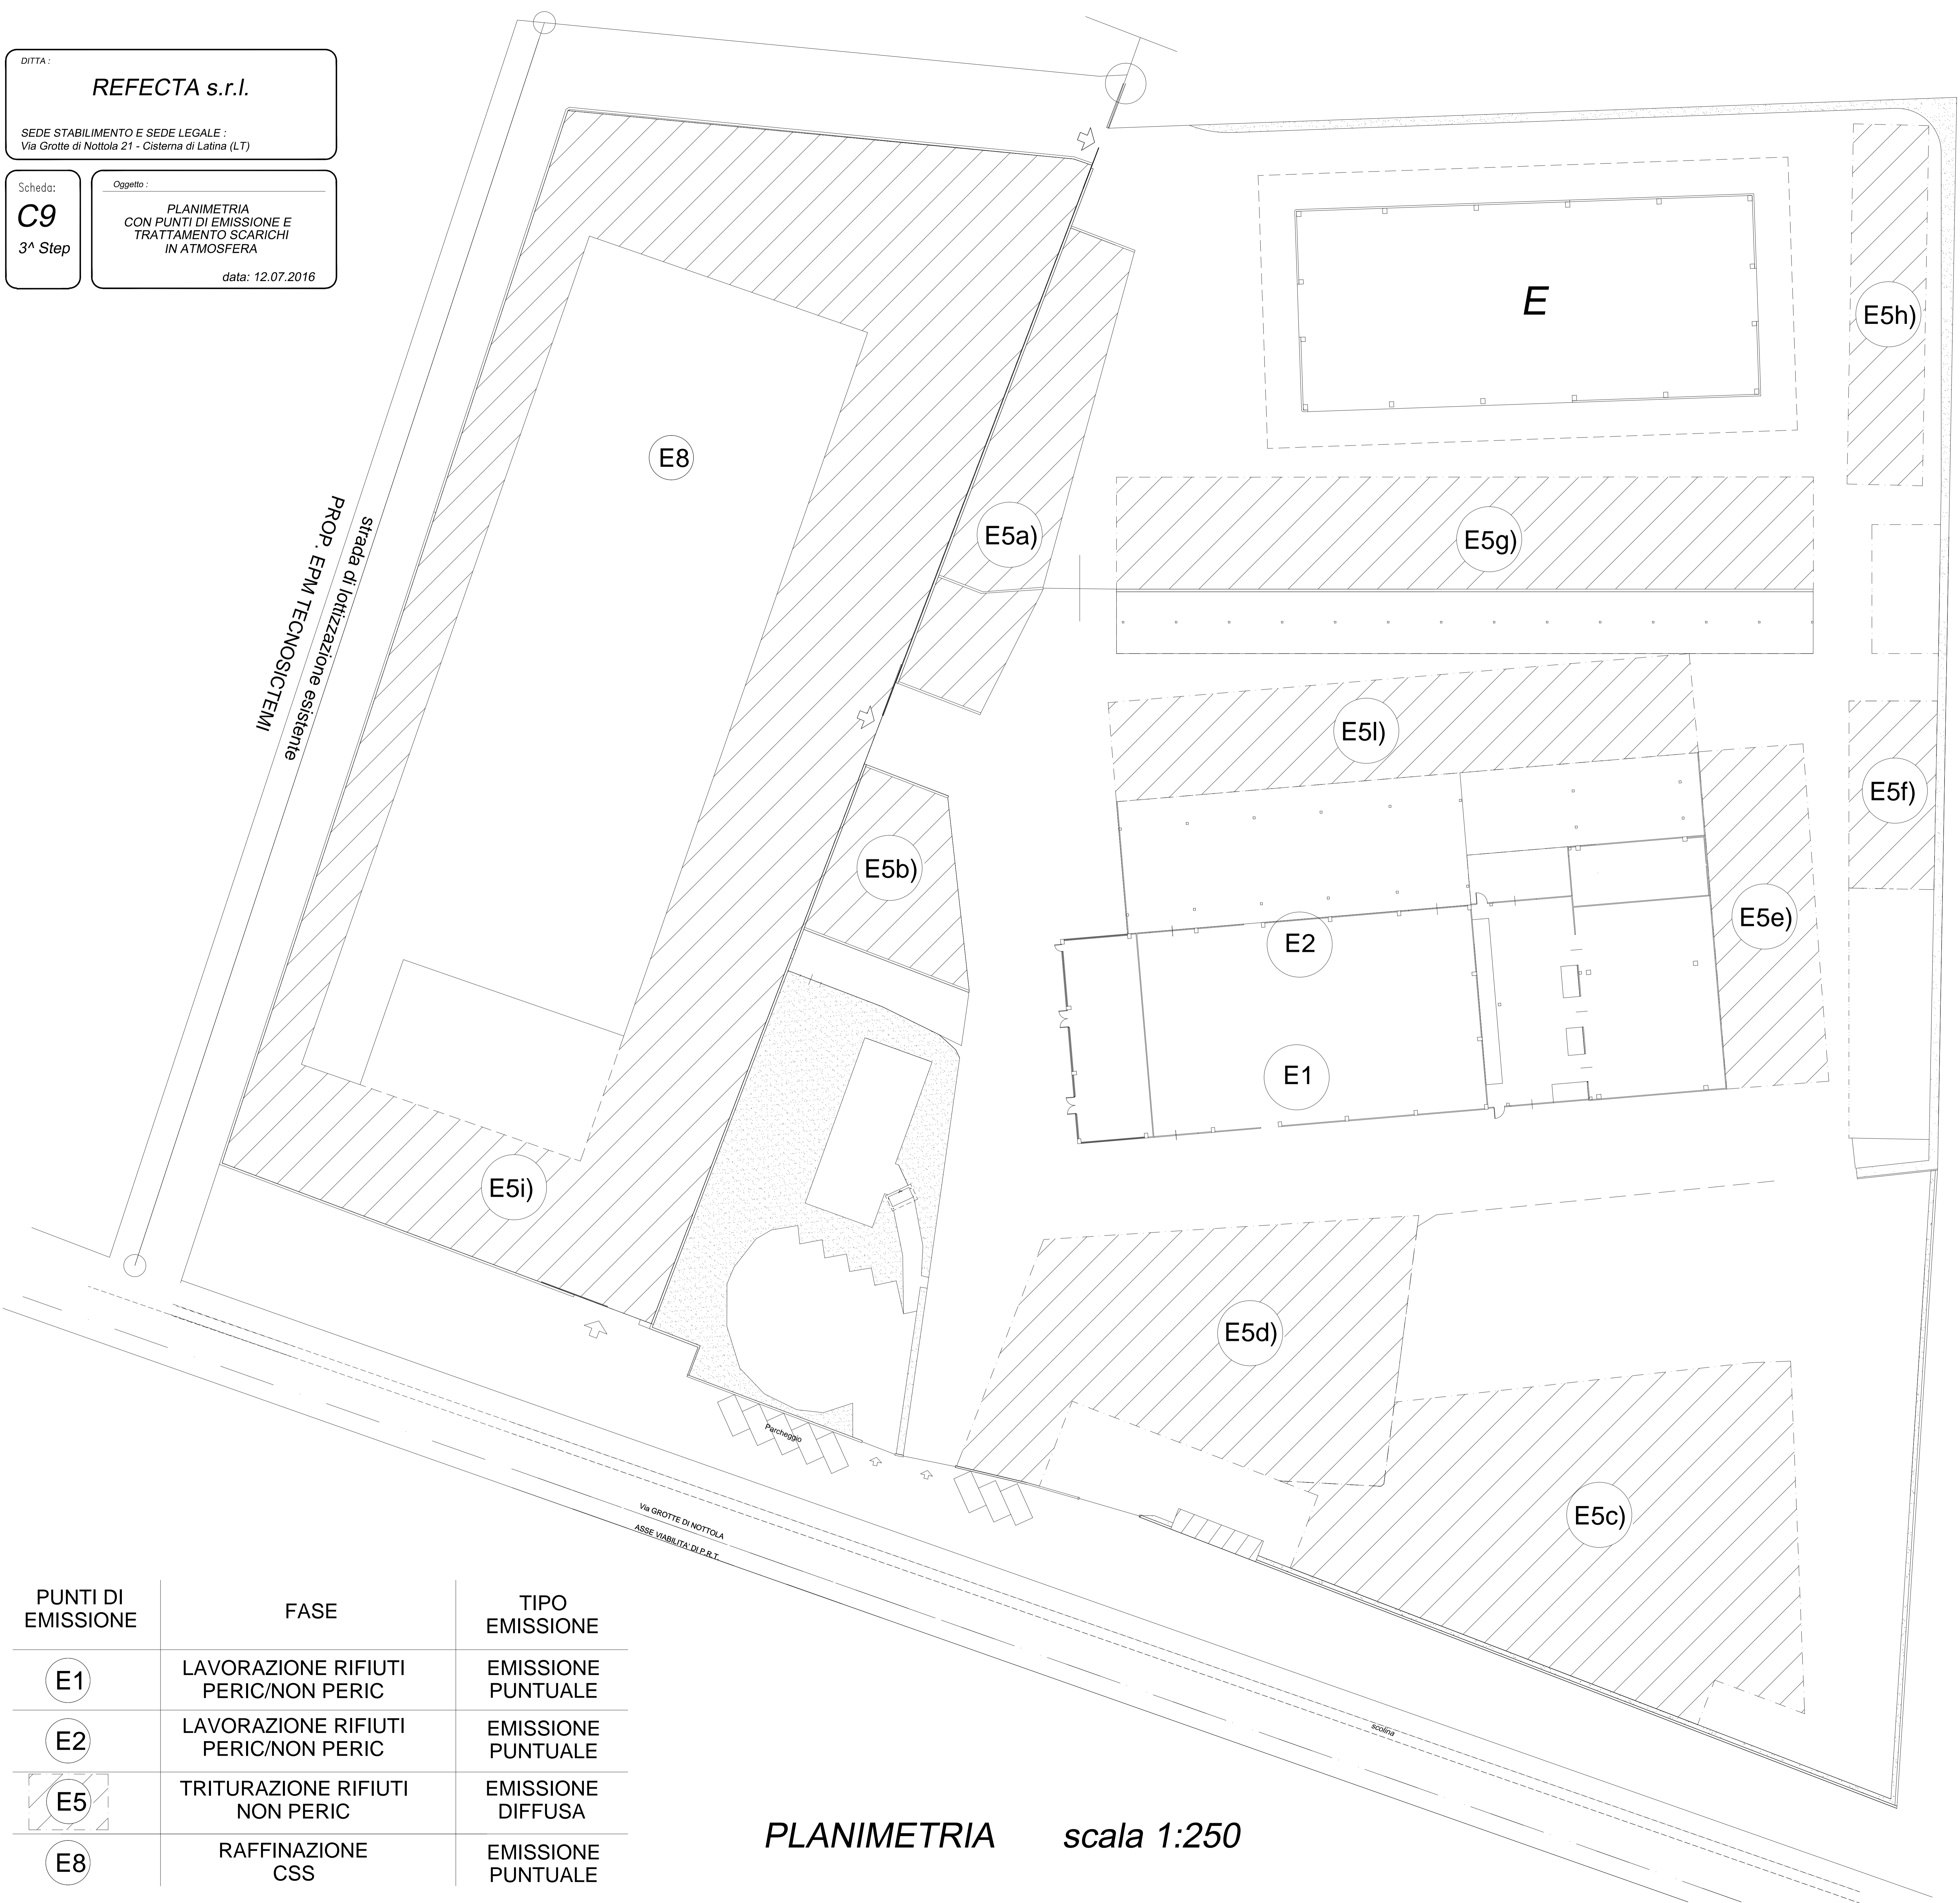 DITTA :
REFECTA s.r.l.
SEDE STABILIMENTO E SEDE LEGALE :
Via Grotte di Nottola 21 - Cisterna di Latina (LT)
Scheda:
C9
3^ Step
Oggetto :
PLANIMETRIA
CON PUNTI DI EMISSIONE E
TRATTAMENTO SCARICHI
IN ATMOSFERA
data: 12.07.2016
E
E5h)
E8
E5a)
E5g)
strada di lottizzazione esistente
PROP. EPM TECNOSICTEMI
E5l)
E5f)
E5b)
E5e)
E2
E1
E5i)
E5d)
Parcheggio
E5c)
Via GROTTE DI NOTTOLA
ASSE VIABILITA' DI P.R.T.
scolina
PUNTI DI
EMISSIONE
FASE
TIPO
EMISSIONE
E1
LAVORAZIONE RIFIUTI
PERIC/NON PERIC
EMISSIONE
PUNTUALE
E2
LAVORAZIONE RIFIUTI
PERIC/NON PERIC
EMISSIONE
PUNTUALE
E5
TRITURAZIONE RIFIUTI
NON PERIC
EMISSIONE
DIFFUSA
E8
RAFFINAZIONE
CSS
EMISSIONE
PUNTUALE
PLANIMETRIA scala 1:250